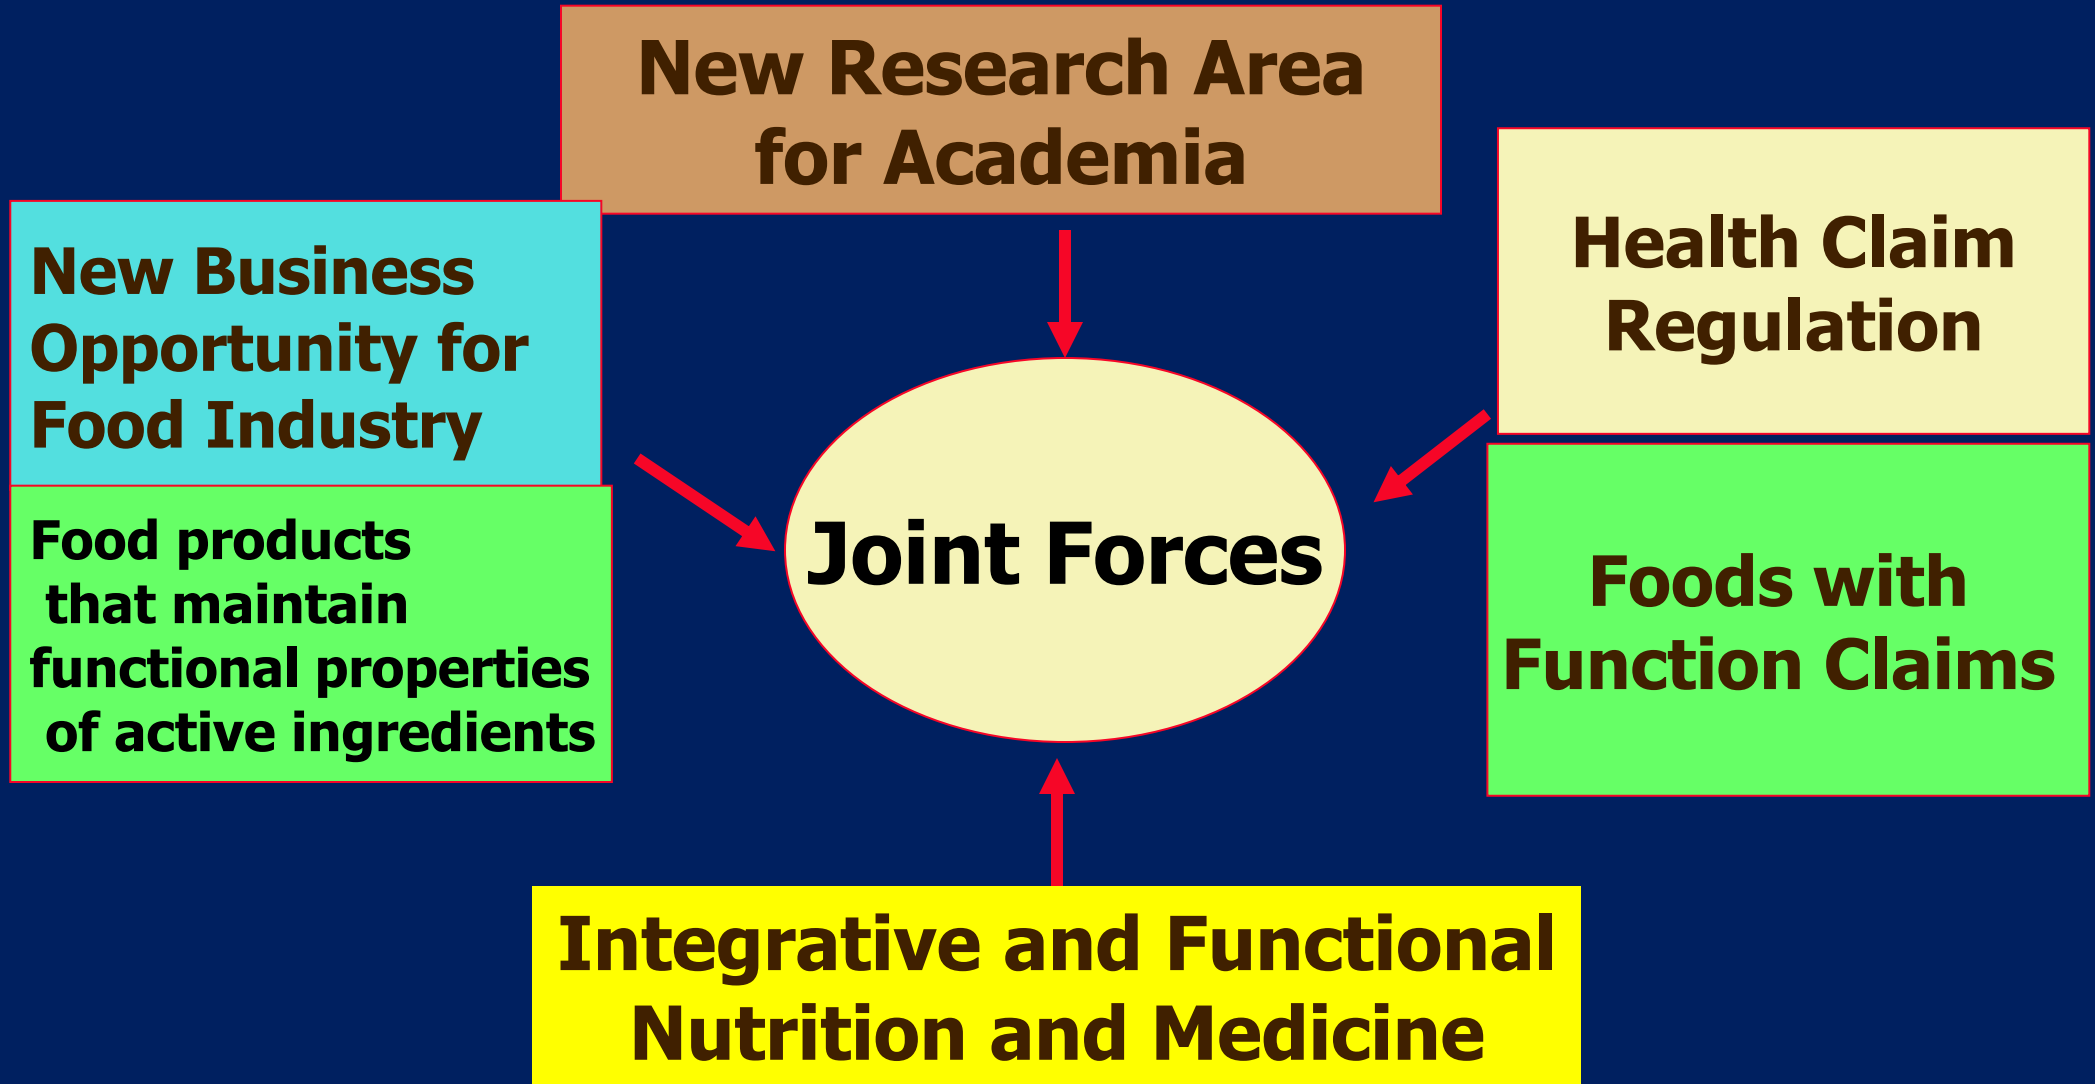 New Research Area
for Academia
New Business
Opportunity for
Food Industry
Food products
that maintain
functional properties
of active ingredients
Joint Forces
Health Claim
Regulation
Foods with
Function Claims
Integrative and Functional
Nutrition and Medicine